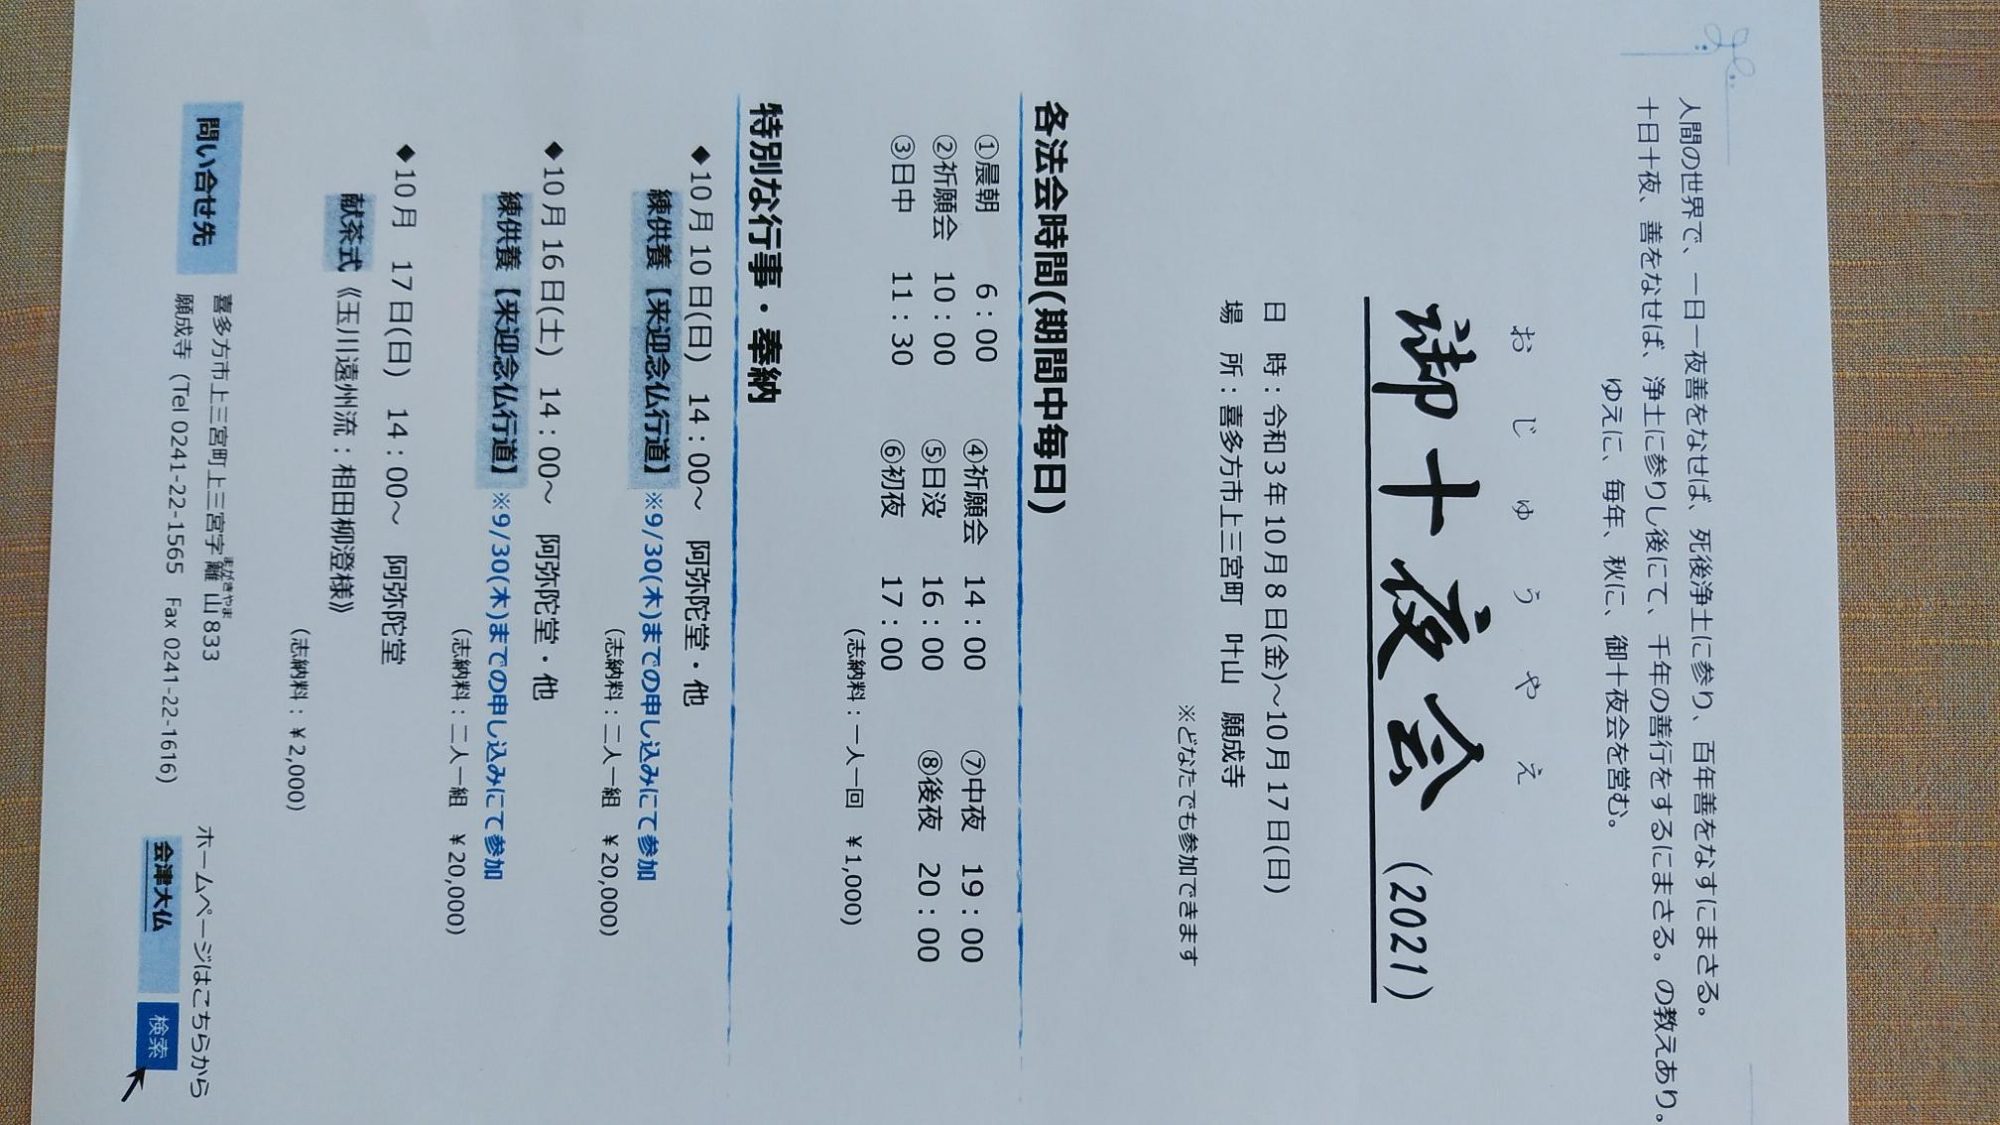 人間の世界で、一日一夜善をなせば、死後浄土に参り、百年善をなすにまさる。
十日十夜、善をなせば、浄土に参りし後にて、千年の善行をするにまさる。の教えあり。
ゆえに、毎年、秋に、御十夜会を営む。
おじゅうやえ
御十夜会(2021)
日 時:令和3年10月8日(金)~10月17日(日)
場 所:喜多方市上三宮町 叶山 願成寺
※どなたでも参加できます
各法会時間(期間中毎日)
①晨朝 6:00 ④祈願会 14:00 ⑦中夜 19:00
②祈願会 10:00 ⑤日没 16:00 ⑧後夜 20:00
③日中 11:30 ⑥初夜 17:00
(志納料:一人一回 ¥1,000)
特別な行事・奉納
◆10月10日(日) 14:00~ 阿弥陀堂・他
練供養【来迎念仏行道】※9/30(木)までの申し込みにて参加
(志納料:二人一組 ¥20,000)
◆10月16日(土) 14:00~ 阿弥陀堂・他
練供養【来迎念仏行道】※9/30(木)までの申し込みにて参加
(志納料:二人一組 ¥20,000)
◆10月 17日(日) 14:00~ 阿弥陀堂
献茶式《玉川遠州流:相田柳澄様》
(志納料:¥2,000)
問い合せ先
まがきやま
喜多方市上三宮町上三宮字籬山833
願成寺(Tel 0241-22-1565 Fax 0241-22-1616)
ホームページはこちらから
会津大仏 検索